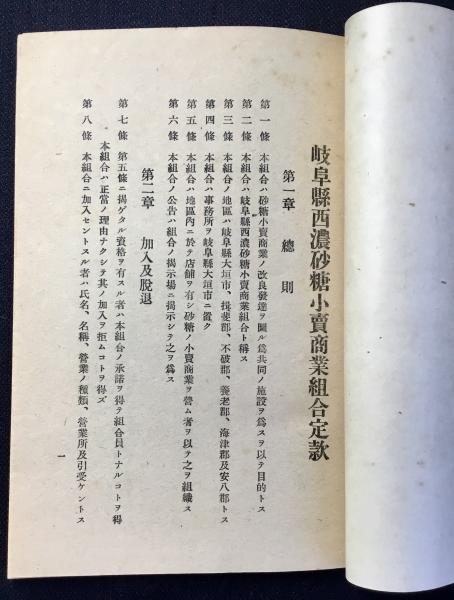 岐阜縣西濃砂糖小賣商業組合定款
第一章 總則
第一條 本組合ハ砂糖小賣商業ノ改良發達ヲ圖ル爲共同ノ施設ヲ爲スヲ以テ目的トス
第二條 本組合ハ岐阜縣西濃砂糖小賣商業組合ト稱ス
第三條 本組合ノ地區ハ岐阜縣大垣市、揖斐郡、不破郡、養老郡、海津郡及安八郡トス
第四條 本組合ハ事務所ヲ岐阜縣大垣市ニ置ク
第五條 本組合ハ地區內ニ於テ店舖ヲ有シ砂糖ノ小賣商業ヲ營ム者ヲ以テ之ヲ組織ス
第六條 本組合ノ公告ハ組合ノ揭示場ニ揭示シテ之ヲ爲ス
第二章 加入及脫退
第七條 第五條ニ揭ゲタル資格ヲ有スル者ハ本組合ノ承諾ヲ得テ組合員トナルコトヲ得
本組合ハ正當ノ理由ナクシテ其ノ加入ヲ拒ムコトヲ得ズ
第八條 本組合ニ加入セントスル者ハ氏名、名稱、營業ノ種類、營業所及引受ケントス
一